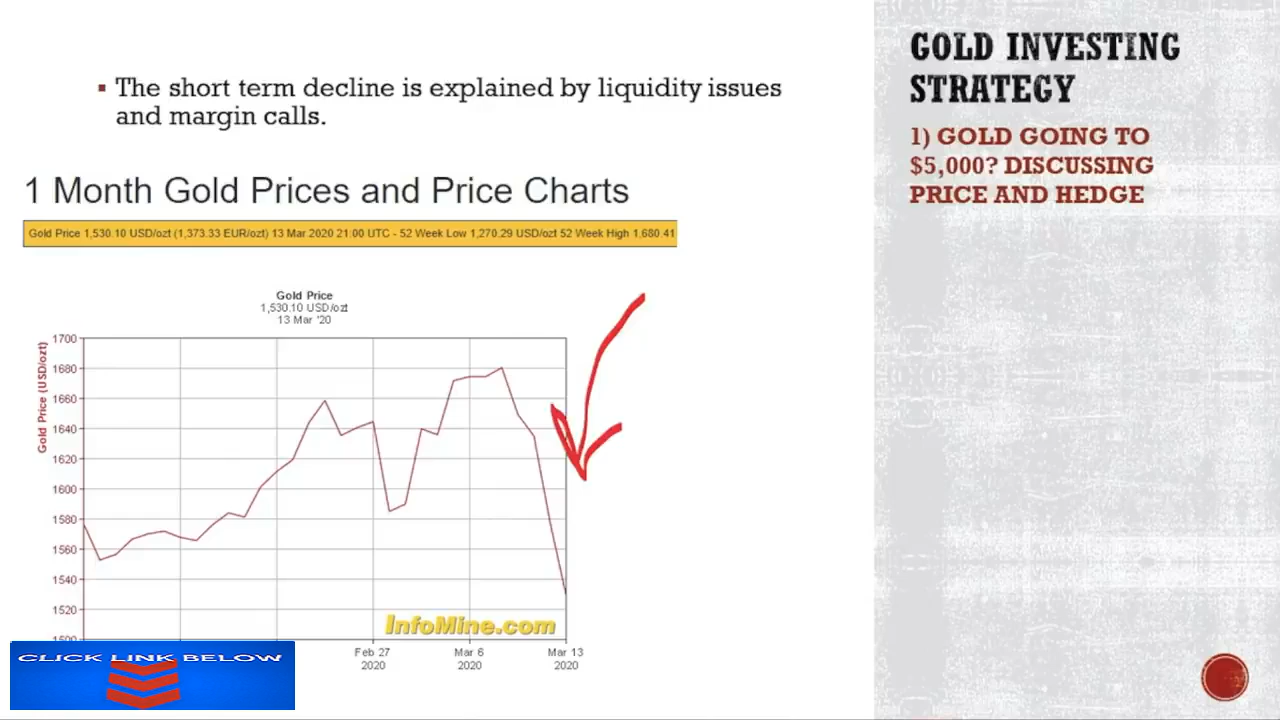 ▪ The short term decline is explained by liquidity issues
and margin calls.
1 Month Gold Prices and Price Charts
Gold Price 1,530.10 USD/ozt (1,373.33 EUR/ozt) 13 Mar 2020 21:00 UTC - 52 Week Low 1,270.29 USD/ozt 52 Week High 1,680.41
Gold Price
1,530.10 USD/ozt
13 Mar '20
Gold Price (USD/ozt)
1700
1680
1660
1640
1620
1600
1580
1560
1540
1520
1500
InfoMine.com
Feb 27
2020
Mar 6
2020
Mar 13
2020
CLICK LINK BELOW
GOLD INVESTING
STRATEGY
1) GOLD GOING TO
$5,000? DISCUSSING
PRICE AND HEDGE